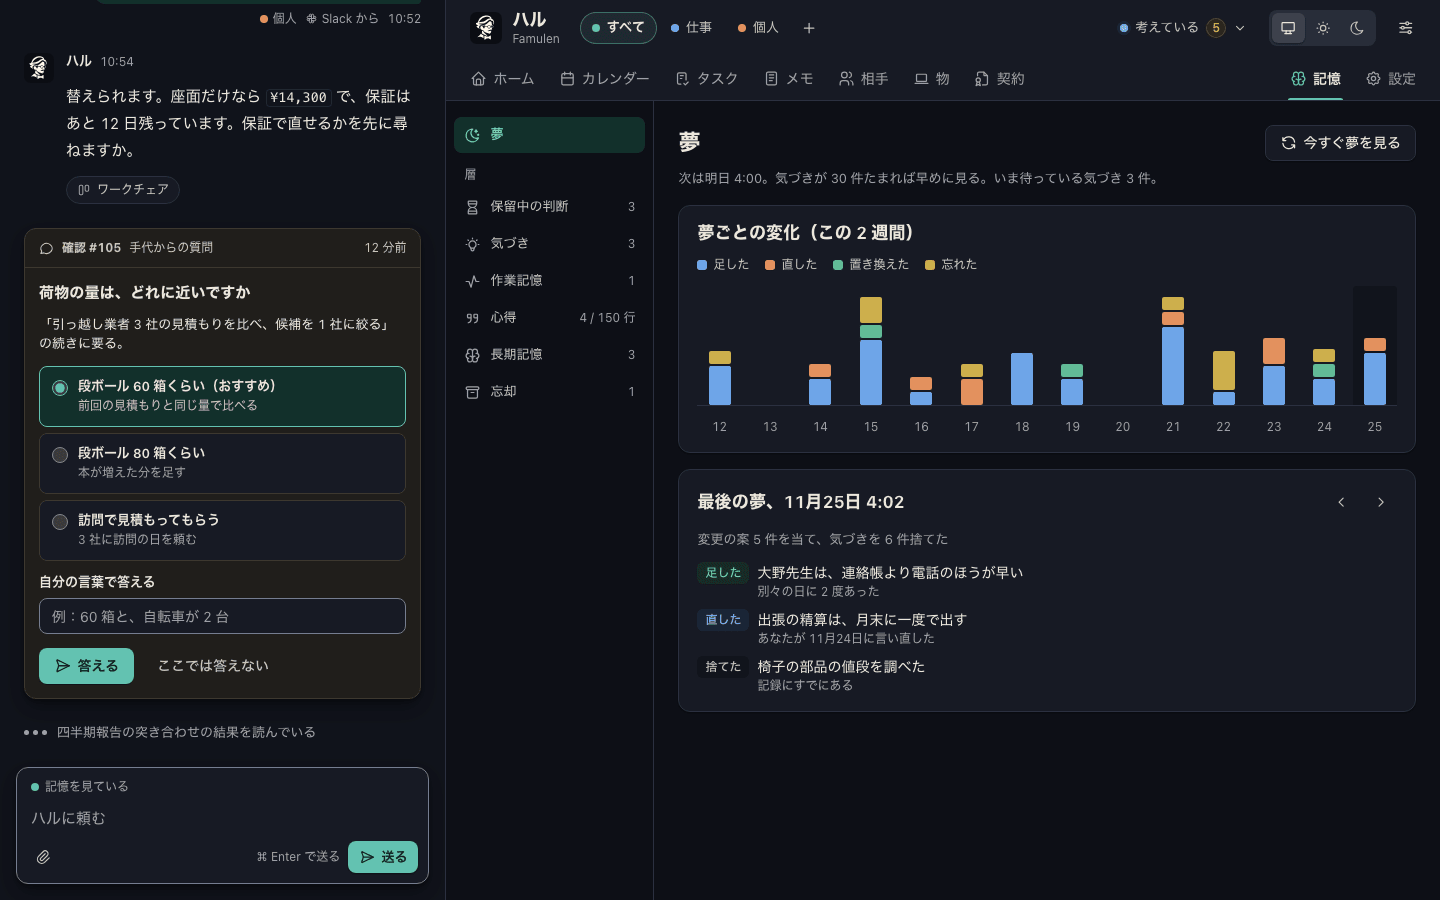 個人 Slack から 10:52
ハル 10:54
替えられます。座面だけなら ¥14,300 で、保証は
あと 12 日残っています。保証で直せるかを先に尋
ねますか。
ワークチェア
確認 #105 手代からの質問 12 分前
荷物の量は、どれに近いですか
「引っ越し業者 3 社の見積もりを比べ、候補を 1 社に絞る」
の続きに要る。
段ボール 60 箱くらい（おすすめ）
前回の見積もりと同じ量で比べる
段ボール 80 箱くらい
本が増えた分を足す
訪問で見積もってもらう
3 社に訪問の日を頼む
自分の言葉で答える
例：60 箱と、自転車が 2 台
答える ここでは答えない
四半期報告の突き合わせの結果を読んでいる
記憶を見ている
ハルに頼む
⌘ Enter で送る 送る
ハル
Famulen
すべて 仕事 個人 +
考えている 5
ホーム カレンダー タスク メモ 相手 物 契約 記憶 設定
夢
層
保留中の判断 3
気づき 3
作業記憶 1
心得 4 / 150 行
長期記憶 3
忘却 1
夢
今すぐ夢を見る
次は明日 4:00。気づきが 30 件たまれば早めに見る。いま待っている気づき 3 件。
夢ごとの変化（この 2 週間）
足した 直した 置き換えた 忘れた
12 13 14 15 16 17 18 19 20 21 22 23 24 25
最後の夢、11月25日 4:02
変更の案 5 件を当て、気づきを 6 件捨てた
足した 大野先生は、連絡帳より電話のほうが早い
別々の日に 2 度あった
直した 出張の精算は、月末に一度で出す
あなたが 11月24日に言い直した
捨てた 椅子の部品の値段を調べた
記録にすでにある